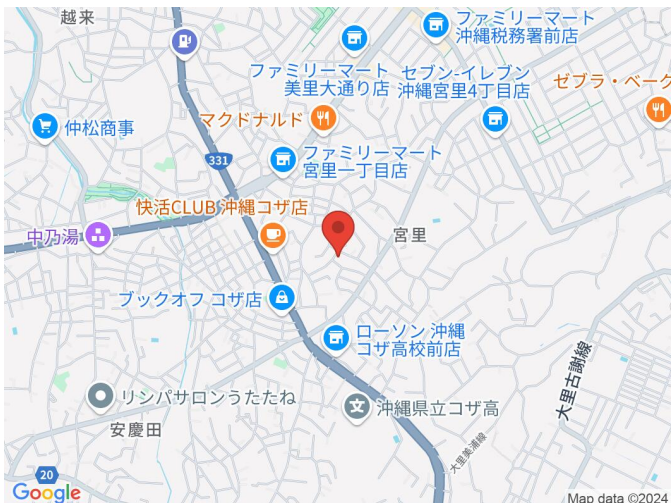 越来
ファミリーマート
沖縄税務署前店
ファミリーマート
美里大通り店
セブン-イレブン
沖縄宮里4丁目店
ゼブラ・ベーグ
マクドナルド
仲松商事
331
ファミリーマート
宮里一丁目店
快活CLUB 沖縄コザ店
中乃湯
宮里
ブックオフ コザ店
ローソン 沖縄
コザ高校前店
大里古謝線
リンパサロンうたたね
沖縄県立コザ高
安慶田
大里美浦線
20
Google
Map data ©2024